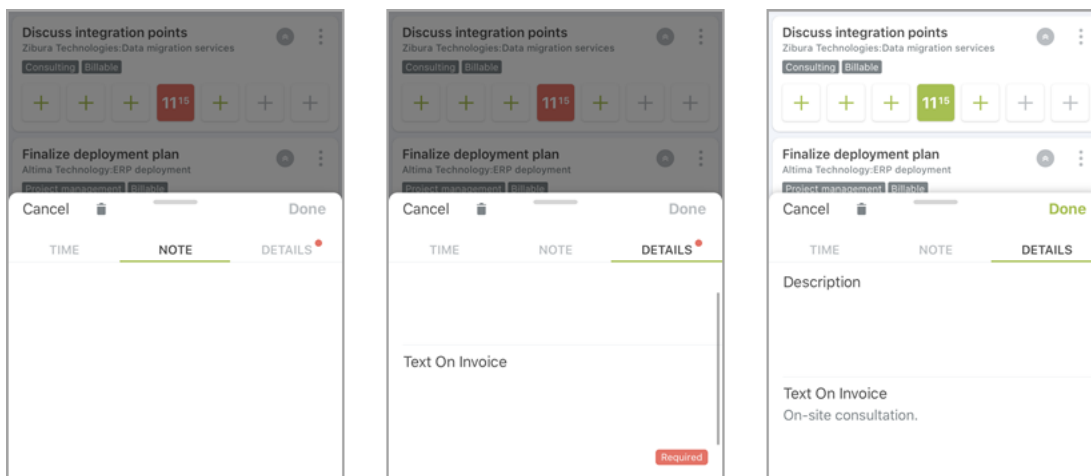 Discuss integration points
Zibura Technologies:Data migration services
Consulting Billable
+ + + 11 15 + + +
Finalize deployment plan
Altima Technology:ERP deployment
Project management Billable
Cancel Done
TIME NOTE DETAILS
Discuss integration points
Zibura Technologies:Data migration services
Consulting Billable
+ + + 11 15 + + +
Finalize deployment plan
Altima Technology:ERP deployment
Project management Billable
Cancel Done
TIME NOTE DETAILS
Text On Invoice
Required
Discuss integration points
Zibura Technologies:Data migration services
Consulting Billable
+ + + 11 15 + + +
Finalize deployment plan
Altima Technology:ERP deployment
Project management Billable
Cancel Done
TIME NOTE DETAILS
Description
Text On Invoice
On-site consultation.